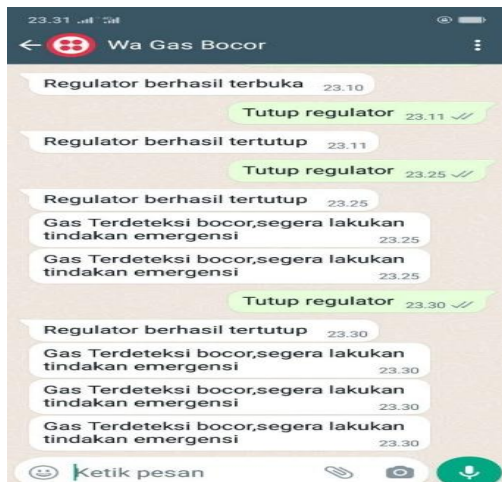 23.31
Wa Gas Bocor
Regulator berhasil terbuka 23.10
Tutup regulator 23.11
Regulator berhasil tertutup 23.11
Tutup regulator 23.25
Regulator berhasil tertutup 23.25
Gas Terdeteksi bocor,segera lakukan
tindakan emergensi 23.25
Gas Terdeteksi bocor,segera lakukan
tindakan emergensi 23.25
Tutup regulator 23.30
Regulator berhasil tertutup 23.30
Gas Terdeteksi bocor,segera lakukan
tindakan emergensi 23.30
Gas Terdeteksi bocor,segera lakukan
tindakan emergensi 23.30
Gas Terdeteksi bocor,segera lakukan
tindakan emergensi 23.30
Ketik pesan